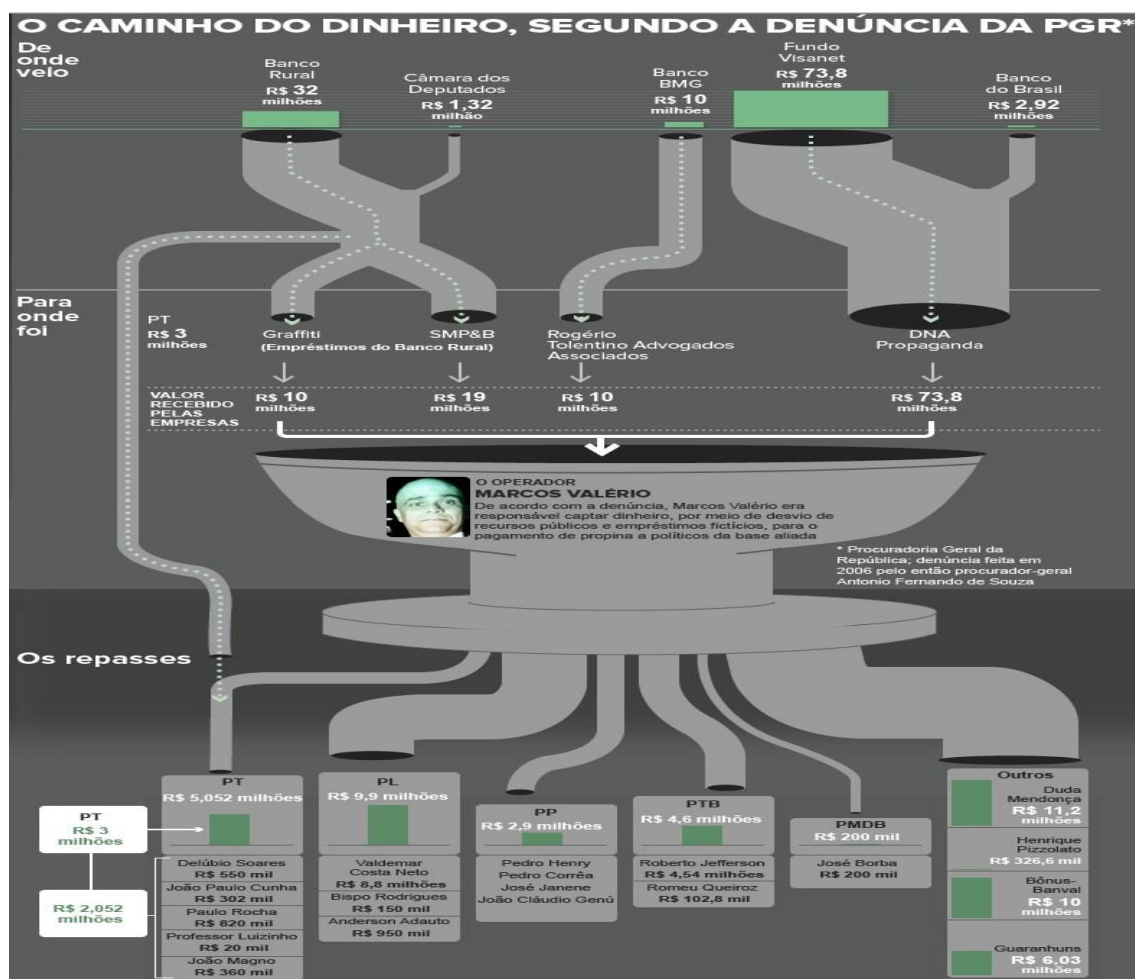 O CAMINHO DO DINHEIRO, SEGUNDO A DENÚNCIA DA PGR*
De
onde
veio
Banco
Rural
R$ 32
milhões
Câmara dos
Deputados
R$ 1,32
milhão
Banco
BMG
R$ 10
milhões
Fundo
Visanet
R$ 73,8
milhões
Banco
do Brasil
R$ 2,92
milhões
Para
onde
foi
PT
R$ 3
milhões
Graffiti
SMP&B
(Empréstimos do Banco Rural)
Rogério
Tolentino Advogados
Associados
DNA
Propaganda
VALOR
RECEBIDO
PELAS
EMPRESAS
R$ 10
milhões
R$ 19
milhões
R$ 10
milhões
R$ 73,8
milhões
O OPERADOR
MARCOS VALÉRIO
De acordo com a denúncia, Marcos Valério era
responsável captar dinheiro, por meio de desvio de
recursos públicos e empréstimos fictícios, para o
pagamento de propina a políticos da base aliada
* Procuradoria Geral da
República; denúncia feita em
2006 pelo então procurador-geral
Antonio Fernando de Souza
Os repasses
PT
R$ 3
milhões
R$ 2,052
milhões
PT
R$ 5,052 milhões
Delúbio Soares
R$ 550 mil
João Paulo Cunha
R$ 302 mil
Paulo Rocha
R$ 820 mil
Professor Luizinho
R$ 20 mil
João Magno
R$ 360 mil
PL
R$ 9,9 milhões
Valdemar
Costa Neto
R$ 8,8 milhões
Bispo Rodrigues
R$ 150 mil
Anderson Adauto
R$ 950 mil
PP
R$ 2,9 milhões
Pedro Henry
Pedro Corrêa
José Janene
João Cláudio Genú
PTB
R$ 4,6 milhões
Roberto Jefferson
R$ 4,54 milhões
Romeu Queiroz
R$ 102,8 mil
PMDB
R$ 200 mil
José Borba
R$ 200 mil
Outros
Duda
Mendonça
R$ 11,2
milhões
Henrique
Pizzolato
R$ 326,6 mil
Bônus-
Banval
R$ 10
milhões
Guaranhuns
R$ 6,03
milhões